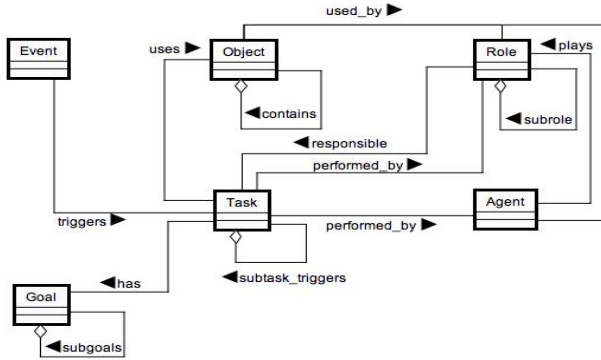 used_by
Event
uses
Object
Role
plays
contains
subrole
responsible
performed_by
Task
Agent
triggers
performed_by
has
subtask_triggers
Goal
subgoals